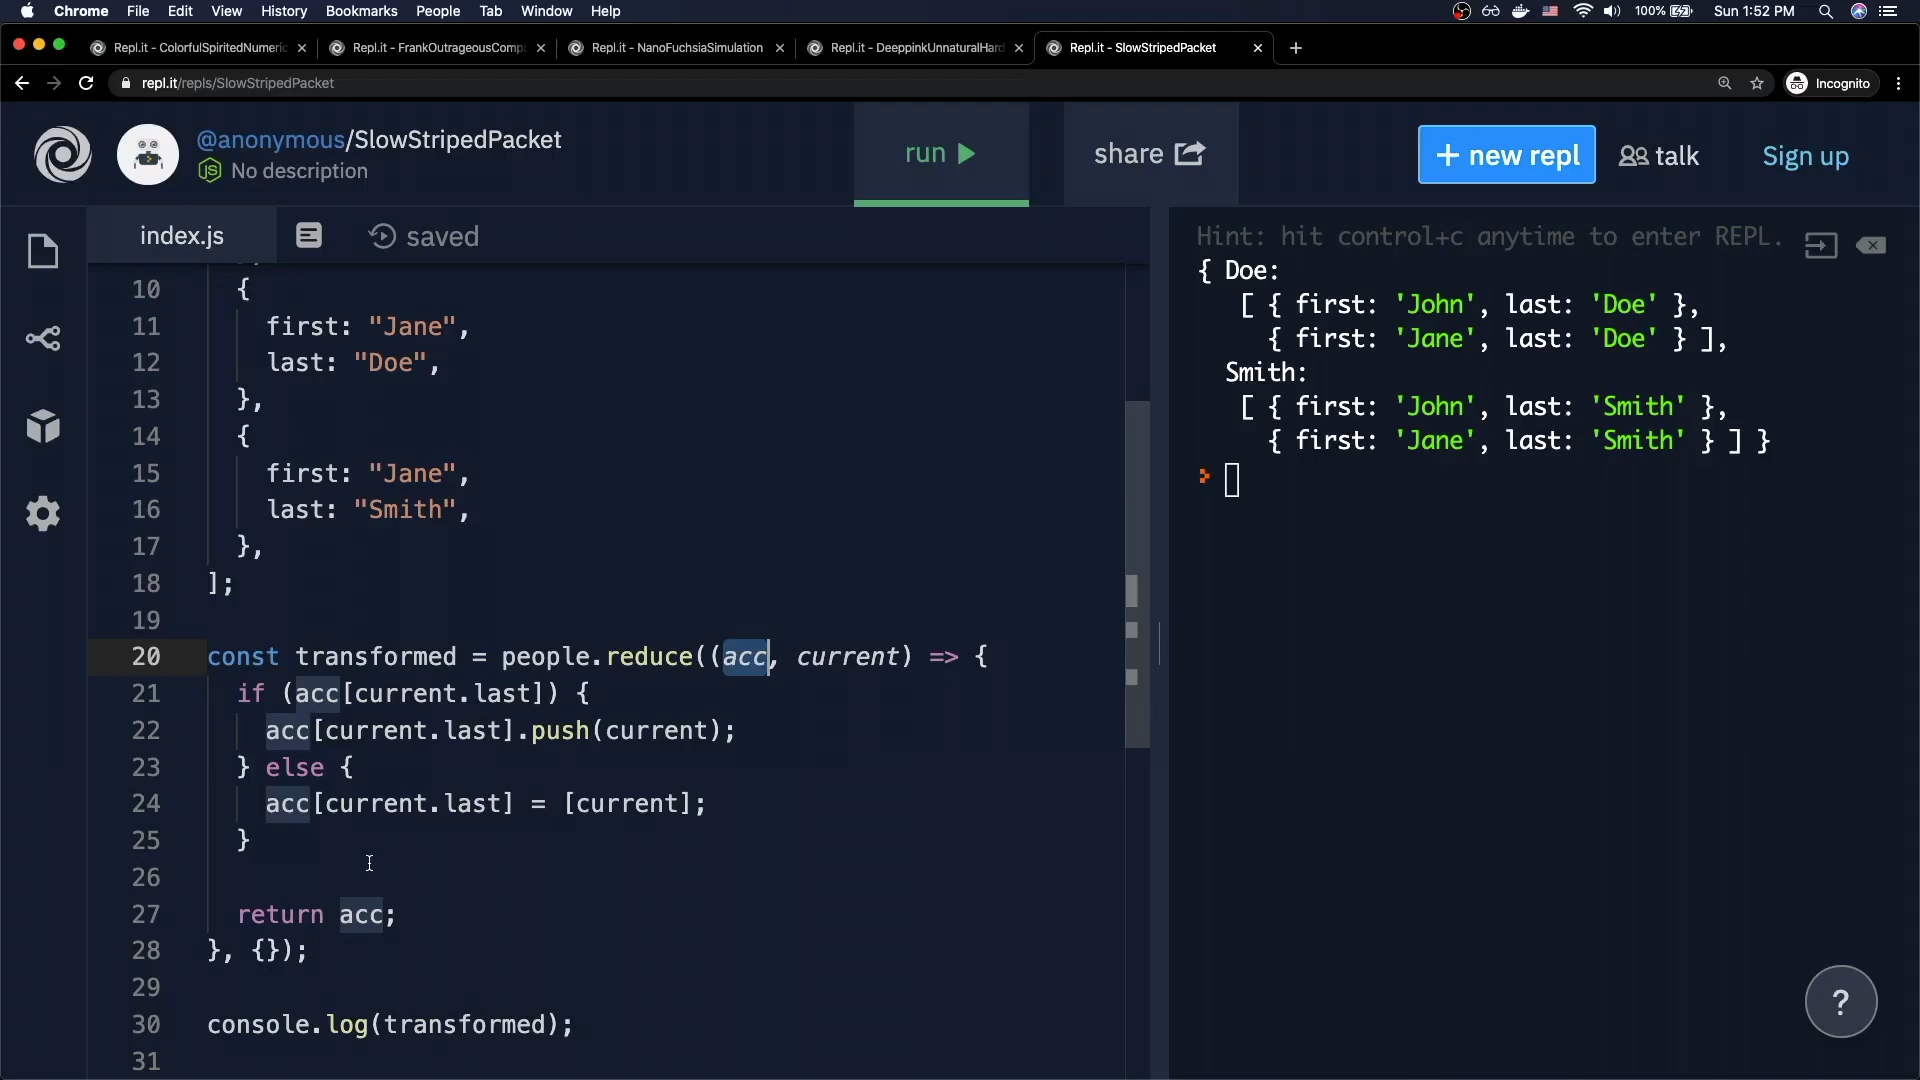 Chrome File Edit View History Bookmarks People Tab Window Help 100% Sun 1:52 PM
Repl.it - ColorfulSpiritedNumeric Repl.it - FrankOutrageousCompu Repl.it - NanoFuchsiaSimulation Repl.it - DeeppinkUnnaturalHard Repl.it - SlowStripedPacket
repl.it/repls/SlowStripedPacket Incognito
@anonymous/SlowStripedPacket
No description
run
share
+ new repl
talk
Sign up
index.js
saved
10 {
11 first: "Jane",
12 last: "Doe",
13 },
14 {
15 first: "Jane",
16 last: "Smith",
17 },
18 ];
19
20 const transformed = people.reduce((acc, current) => {
21 if (acc[current.last]) {
22 acc[current.last].push(current);
23 } else {
24 acc[current.last] = [current];
25 }
26
27 return acc;
28 }, {});
29
30 console.log(transformed);
31
Hint: hit control+c anytime to enter REPL.
{ Doe:
[ { first: 'John', last: 'Doe' },
{ first: 'Jane', last: 'Doe' } ],
Smith:
[ { first: 'John', last: 'Smith' },
{ first: 'Jane', last: 'Smith' } ] }
?